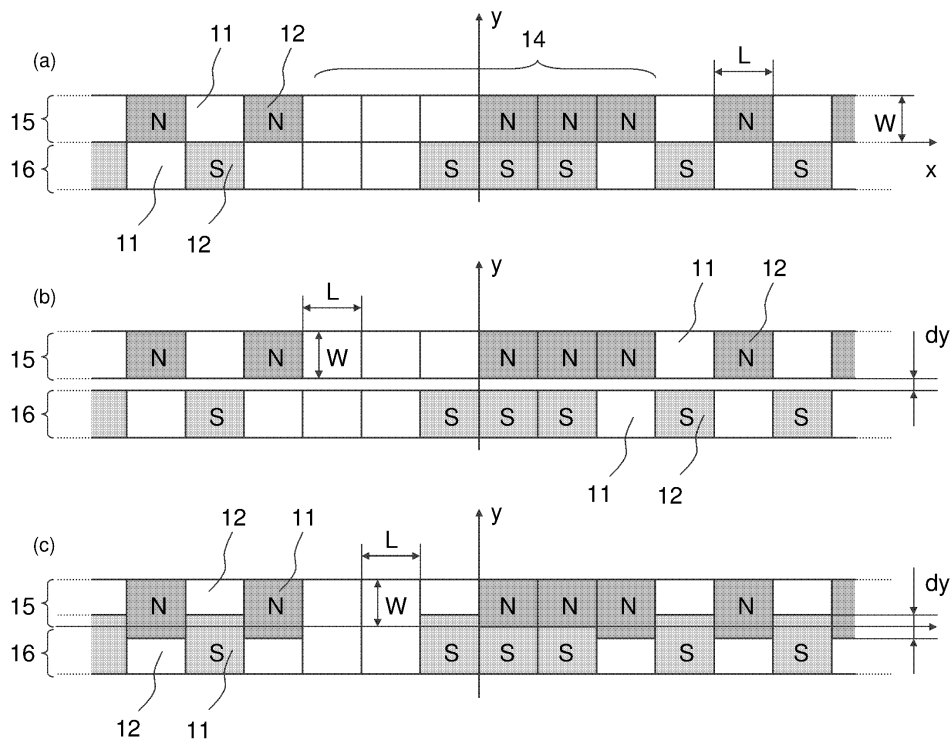 y
11 12 14
(a) L
15 N N N N N N W
16 S S S S S S x
11 12
y
(b) 11 12
L
15 N N W N N N N dy
16 S S S S S S
11 12
y
(c) 12 11
L
15 N N W N N N N dy
16 S S S S S S
12 11